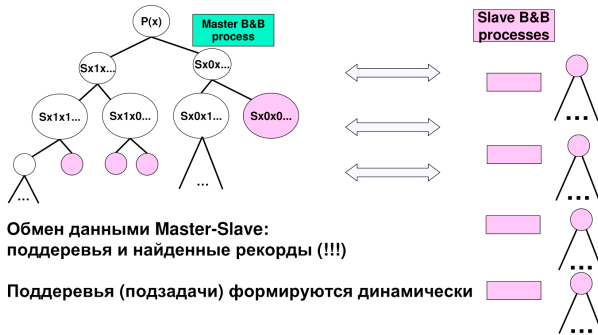 P(x)
Master B&B
process
Slave B&B
processes
Sx1x...
Sx0x...
Sx1x1...
Sx1x0...
Sx0x1...
Sx0x0...
...
...
...
...
...
...
Обмен данными Master-Slave:
поддеревья и найденные рекорды (!!!)
Поддеревья (подзадачи) формируются динамически